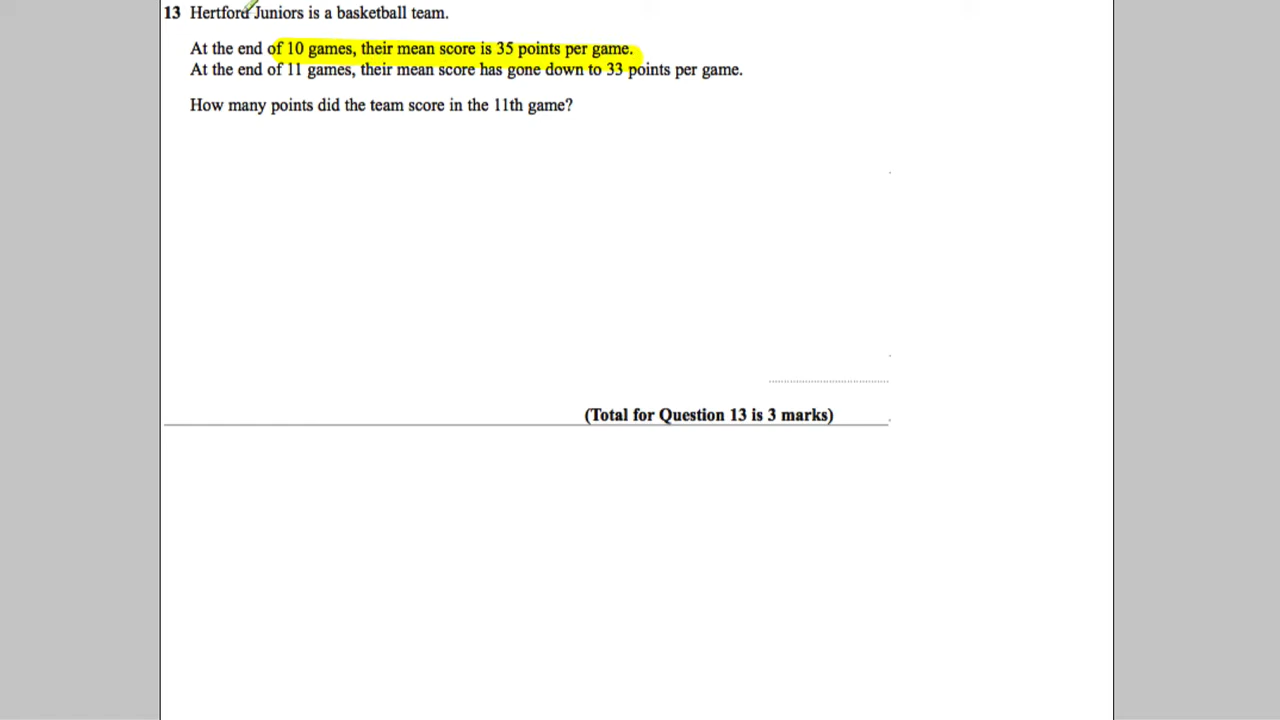 13 Hertford Juniors is a basketball team.
At the end of 10 games, their mean score is 35 points per game.
At the end of 11 games, their mean score has gone down to 33 points per game.
How many points did the team score in the 11th game?
(Total for Question 13 is 3 marks)